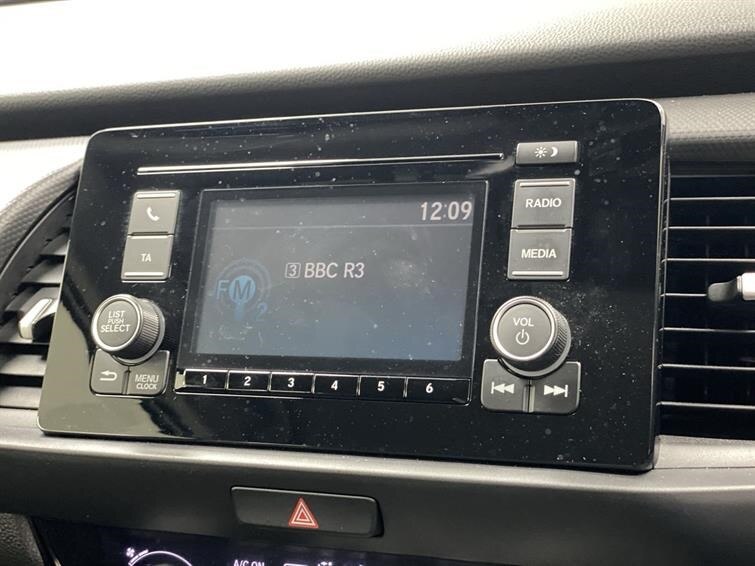 12:09
RADIO
TA
3 BBC R3
MEDIA
FM 2
LIST
PUSH
SELECT
VOL
MENU
CLOCK
1 2 3 4 5 6
A/C ON